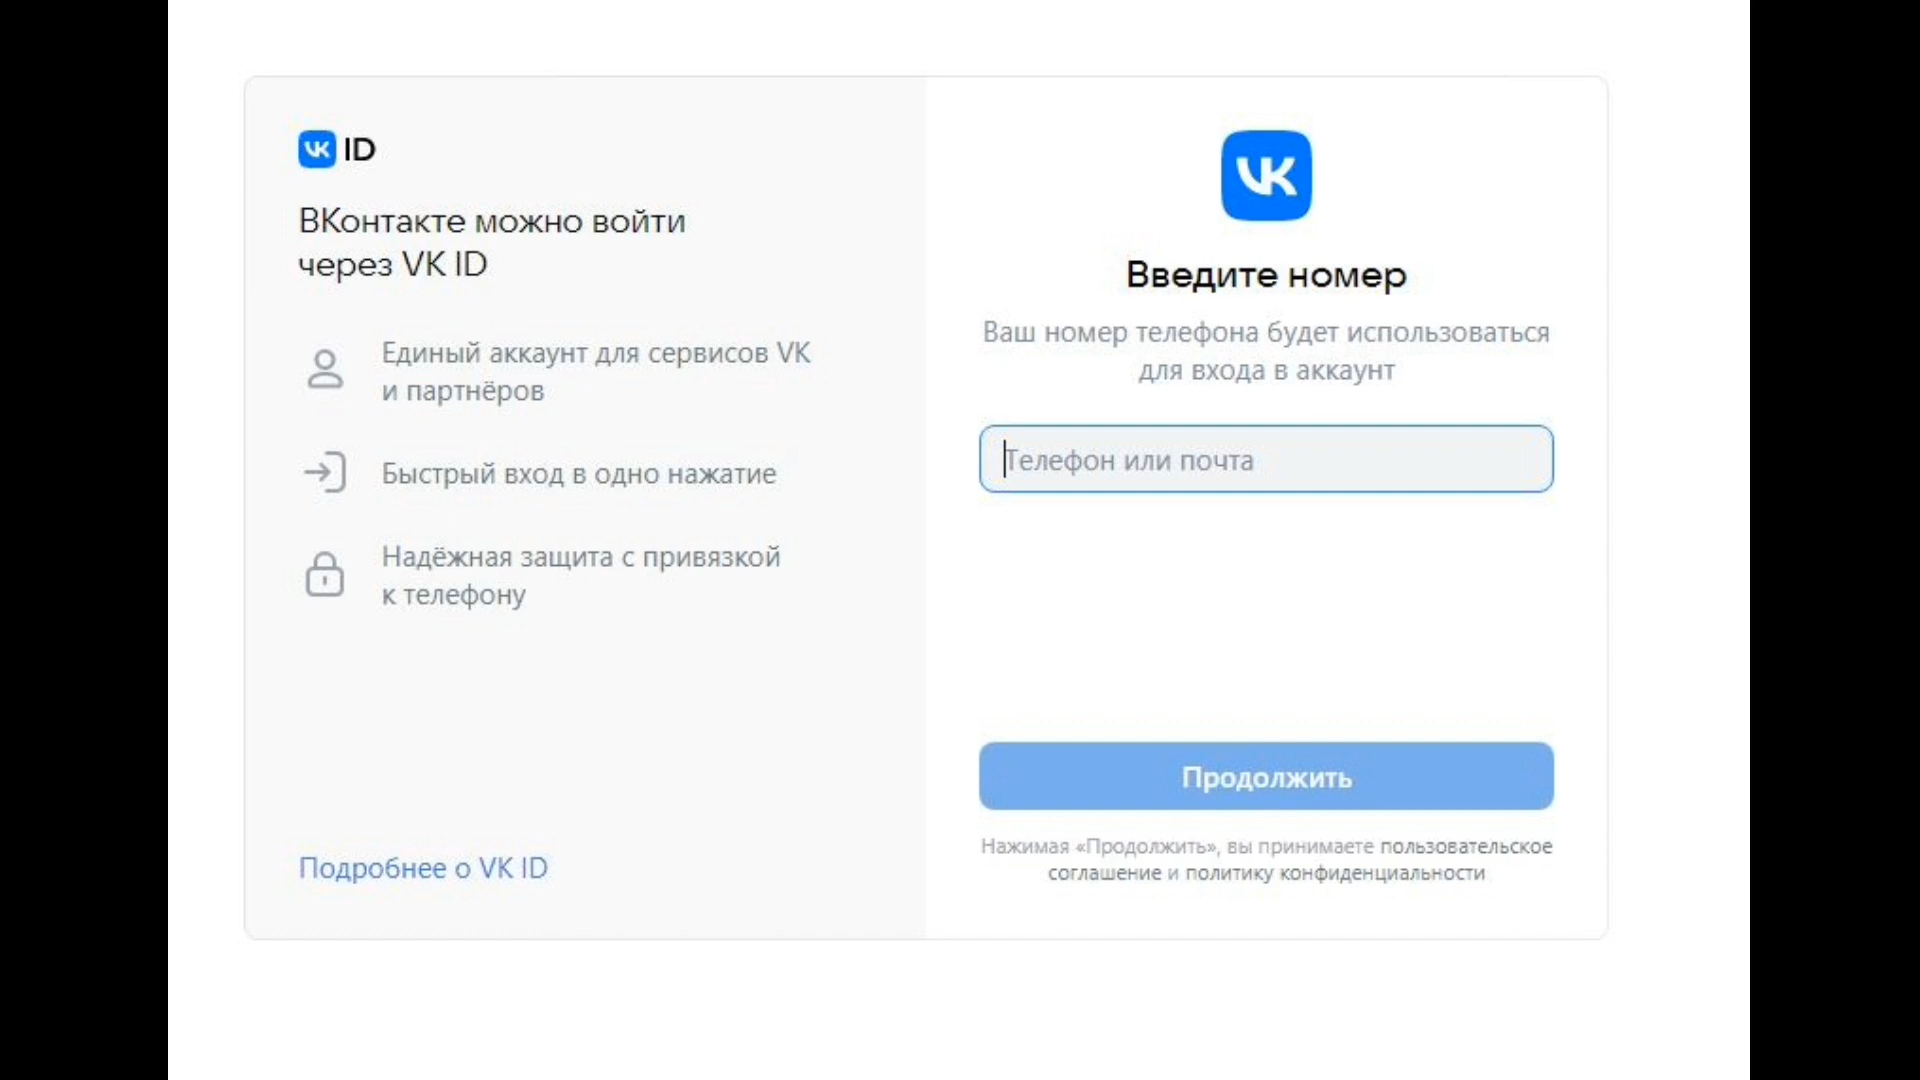 VK ID
ВКонтакте можно войти
через VK ID
Единый аккаунт для сервисов VK
и партнёров
Быстрый вход в одно нажатие
Надёжная защита с привязкой
к телефону
Подробнее о VK ID
VK
Введите номер
Ваш номер телефона будет использоваться
для входа в аккаунт
Телефон или почта
Продолжить
Нажимая «Продолжить», вы принимаете пользовательское
соглашение и политику конфиденциальности